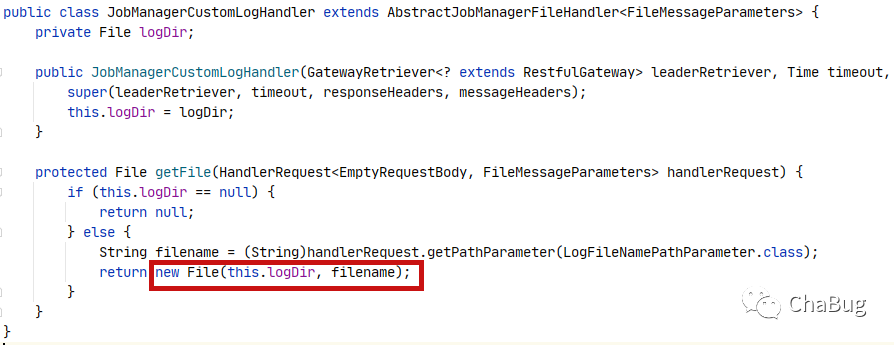 public class JobManagerCustomLogHandler extends AbstractJobManagerFileHandler<FileMessageParameters> {
    private File logDir;

    public JobManagerCustomLogHandler(GatewayRetriever<? extends RestfulGateway> leaderRetriever, Time timeout,
        super(leaderRetriever, timeout, responseHeaders, messageHeaders);
        this.logDir = logDir;
    }

    protected File getFile(HandlerRequest<EmptyRequestBody, FileMessageParameters> handlerRequest) {
        if (this.logDir == null) {
            return null;
        } else {
            String filename = (String)handlerRequest.getPathParameter(LogFileNamePathParameter.class);
            return new File(this.logDir, filename);
        }
    }
}
ChaBug